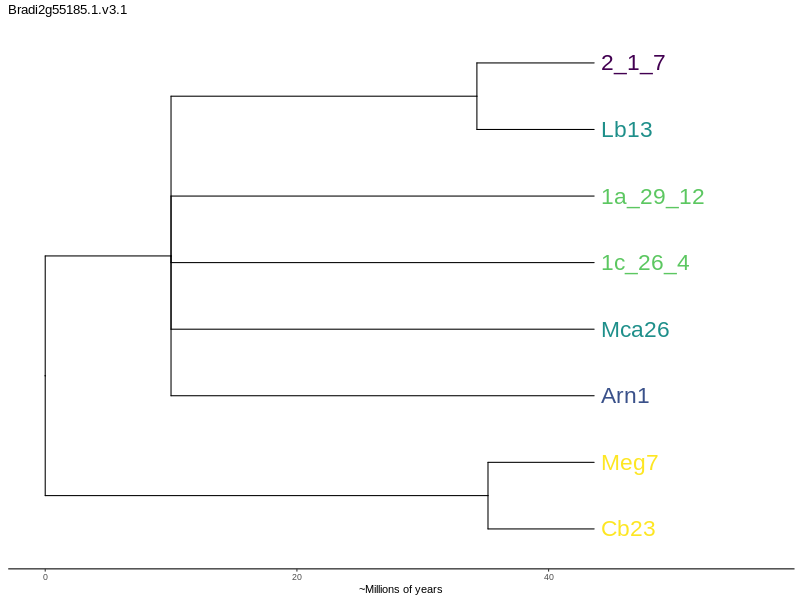 Bradi2g55185.1.v3.1
2_1_7
Lb13
1a_29_12
1c_26_4
Mca26
Arn1
Meg7
Cb23
0 20 40
~Millions of years